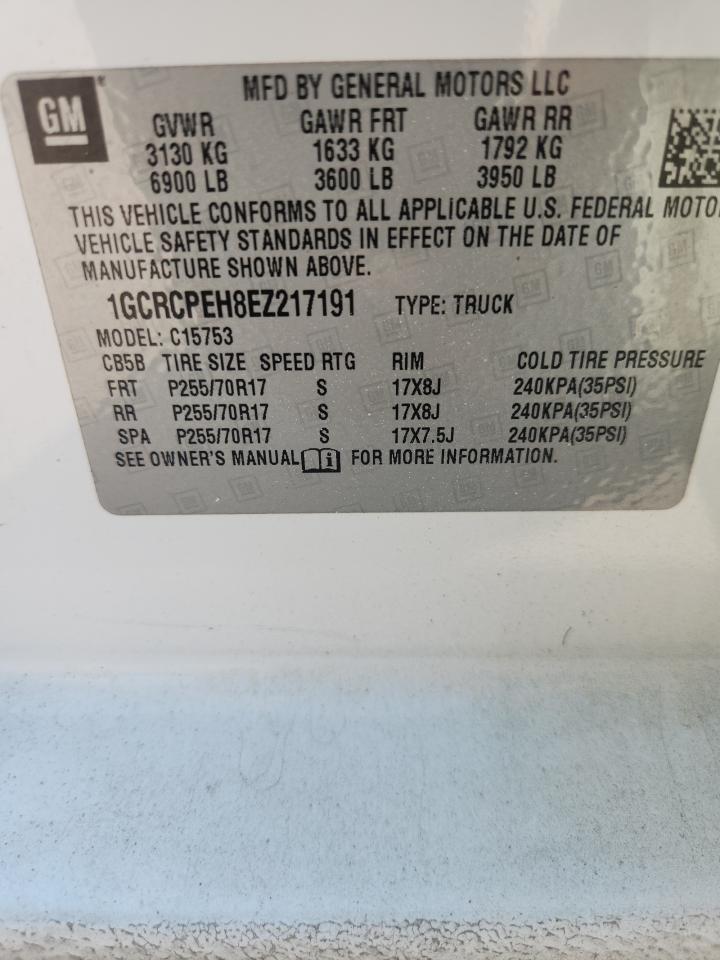 GM
MFD BY GENERAL MOTORS LLC
GVWR GAWR FRT GAWR RR
3130 KG 1633 KG 1792 KG
6900 LB 3600 LB 3950 LB
THIS VEHICLE CONFORMS TO ALL APPLICABLE U.S. FEDERAL MOTO
VEHICLE SAFETY STANDARDS IN EFFECT ON THE DATE OF
MANUFACTURE SHOWN ABOVE.
1GCRCPEH8EZ217191 TYPE: TRUCK
MODEL: C15753
CB5B TIRE SIZE SPEED RTG RIM COLD TIRE PRESSURE
FRT P255/70R17 S 17X8J 240KPA(35PSI)
RR P255/70R17 S 17X8J 240KPA(35PSI)
SPA P255/70R17 S 17X7.5J 240KPA(35PSI)
SEE OWNER'S MANUAL i FOR MORE INFORMATION.